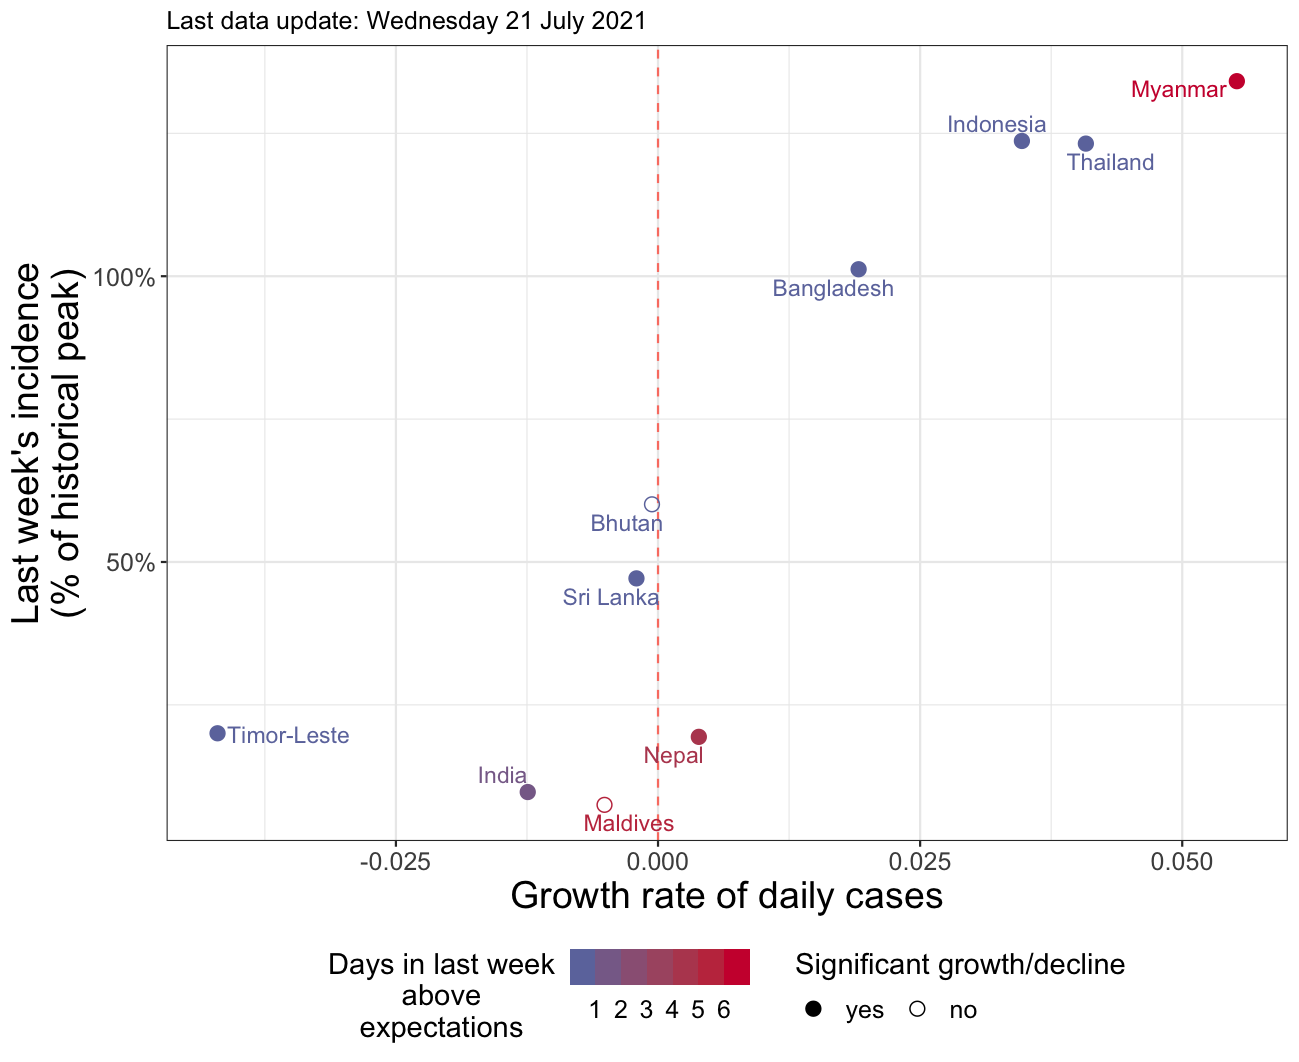 Last data update: Wednesday 21 July 2021
Myanmar
Indonesia
Thailand
100%
Bangladesh
Last week's incidence
(% of historical peak)
Bhutan
50%
Sri Lanka
Timor-Leste
Nepal
India
Maldives
-0.025 0.000 0.025 0.050
Growth rate of daily cases
Days in last week
above
expectations
1 2 3 4 5 6
Significant growth/decline
yes no